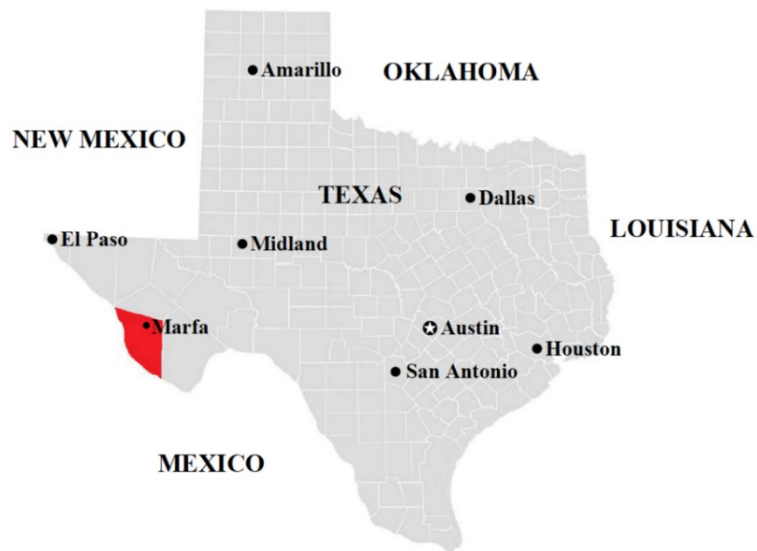 Amarillo
OKLAHOMA
NEW MEXICO
TEXAS
Dallas
LOUISIANA
El Paso
Midland
Marfa
Austin
Houston
San Antonio
MEXICO